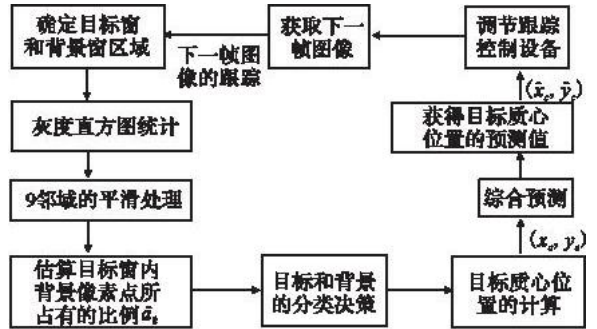 确定目标窗
和背景窗区域
获取下一
帧图像
调节跟踪
控制设备
下一帧图
像的跟踪
(x̄c, ȳc)
灰度直方图统计
获得目标质心
位置的预测值
9邻域的平滑处理
综合预测
(xc, yc)
估算目标窗内
背景像素点所
占有的比例āb
目标和背景
的分类决策
目标质心位
置的计算